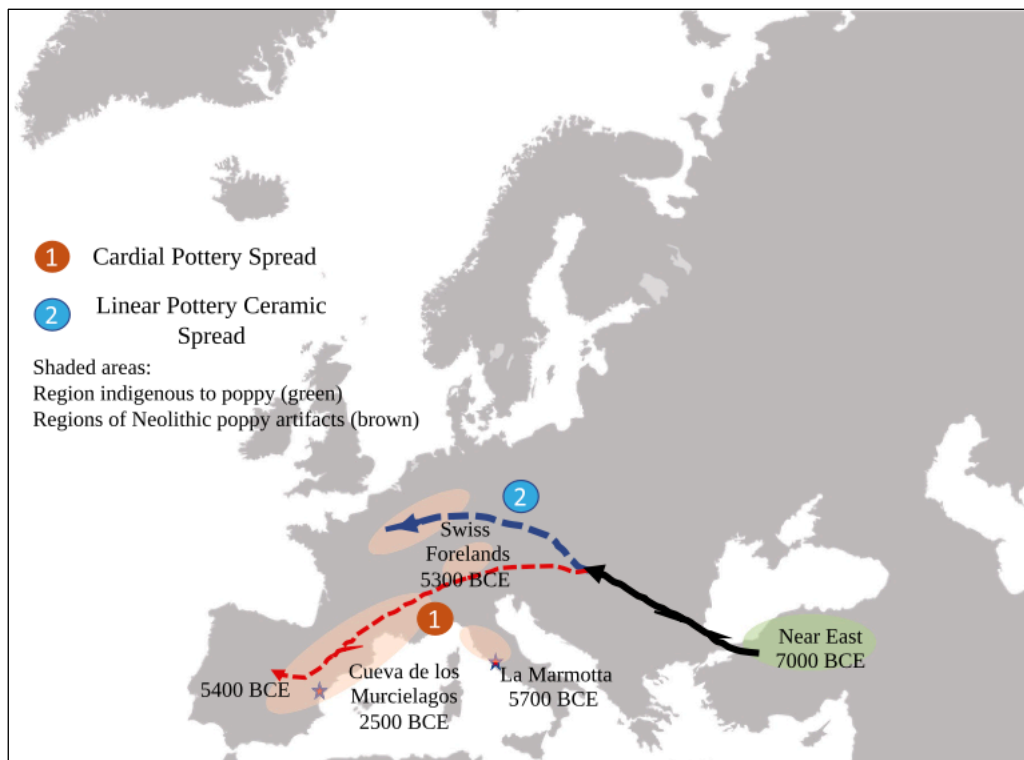 1 Cardial Pottery Spread
2 Linear Pottery Ceramic
Spread
Shaded areas:
Region indigenous to poppy (green)
Regions of Neolithic poppy artifacts (brown)
2
Swiss
Forelands
5300 BCE
1
Near East
7000 BCE
5400 BCE
Cueva de los
Murcielagos
2500 BCE
La Marmotta
5700 BCE